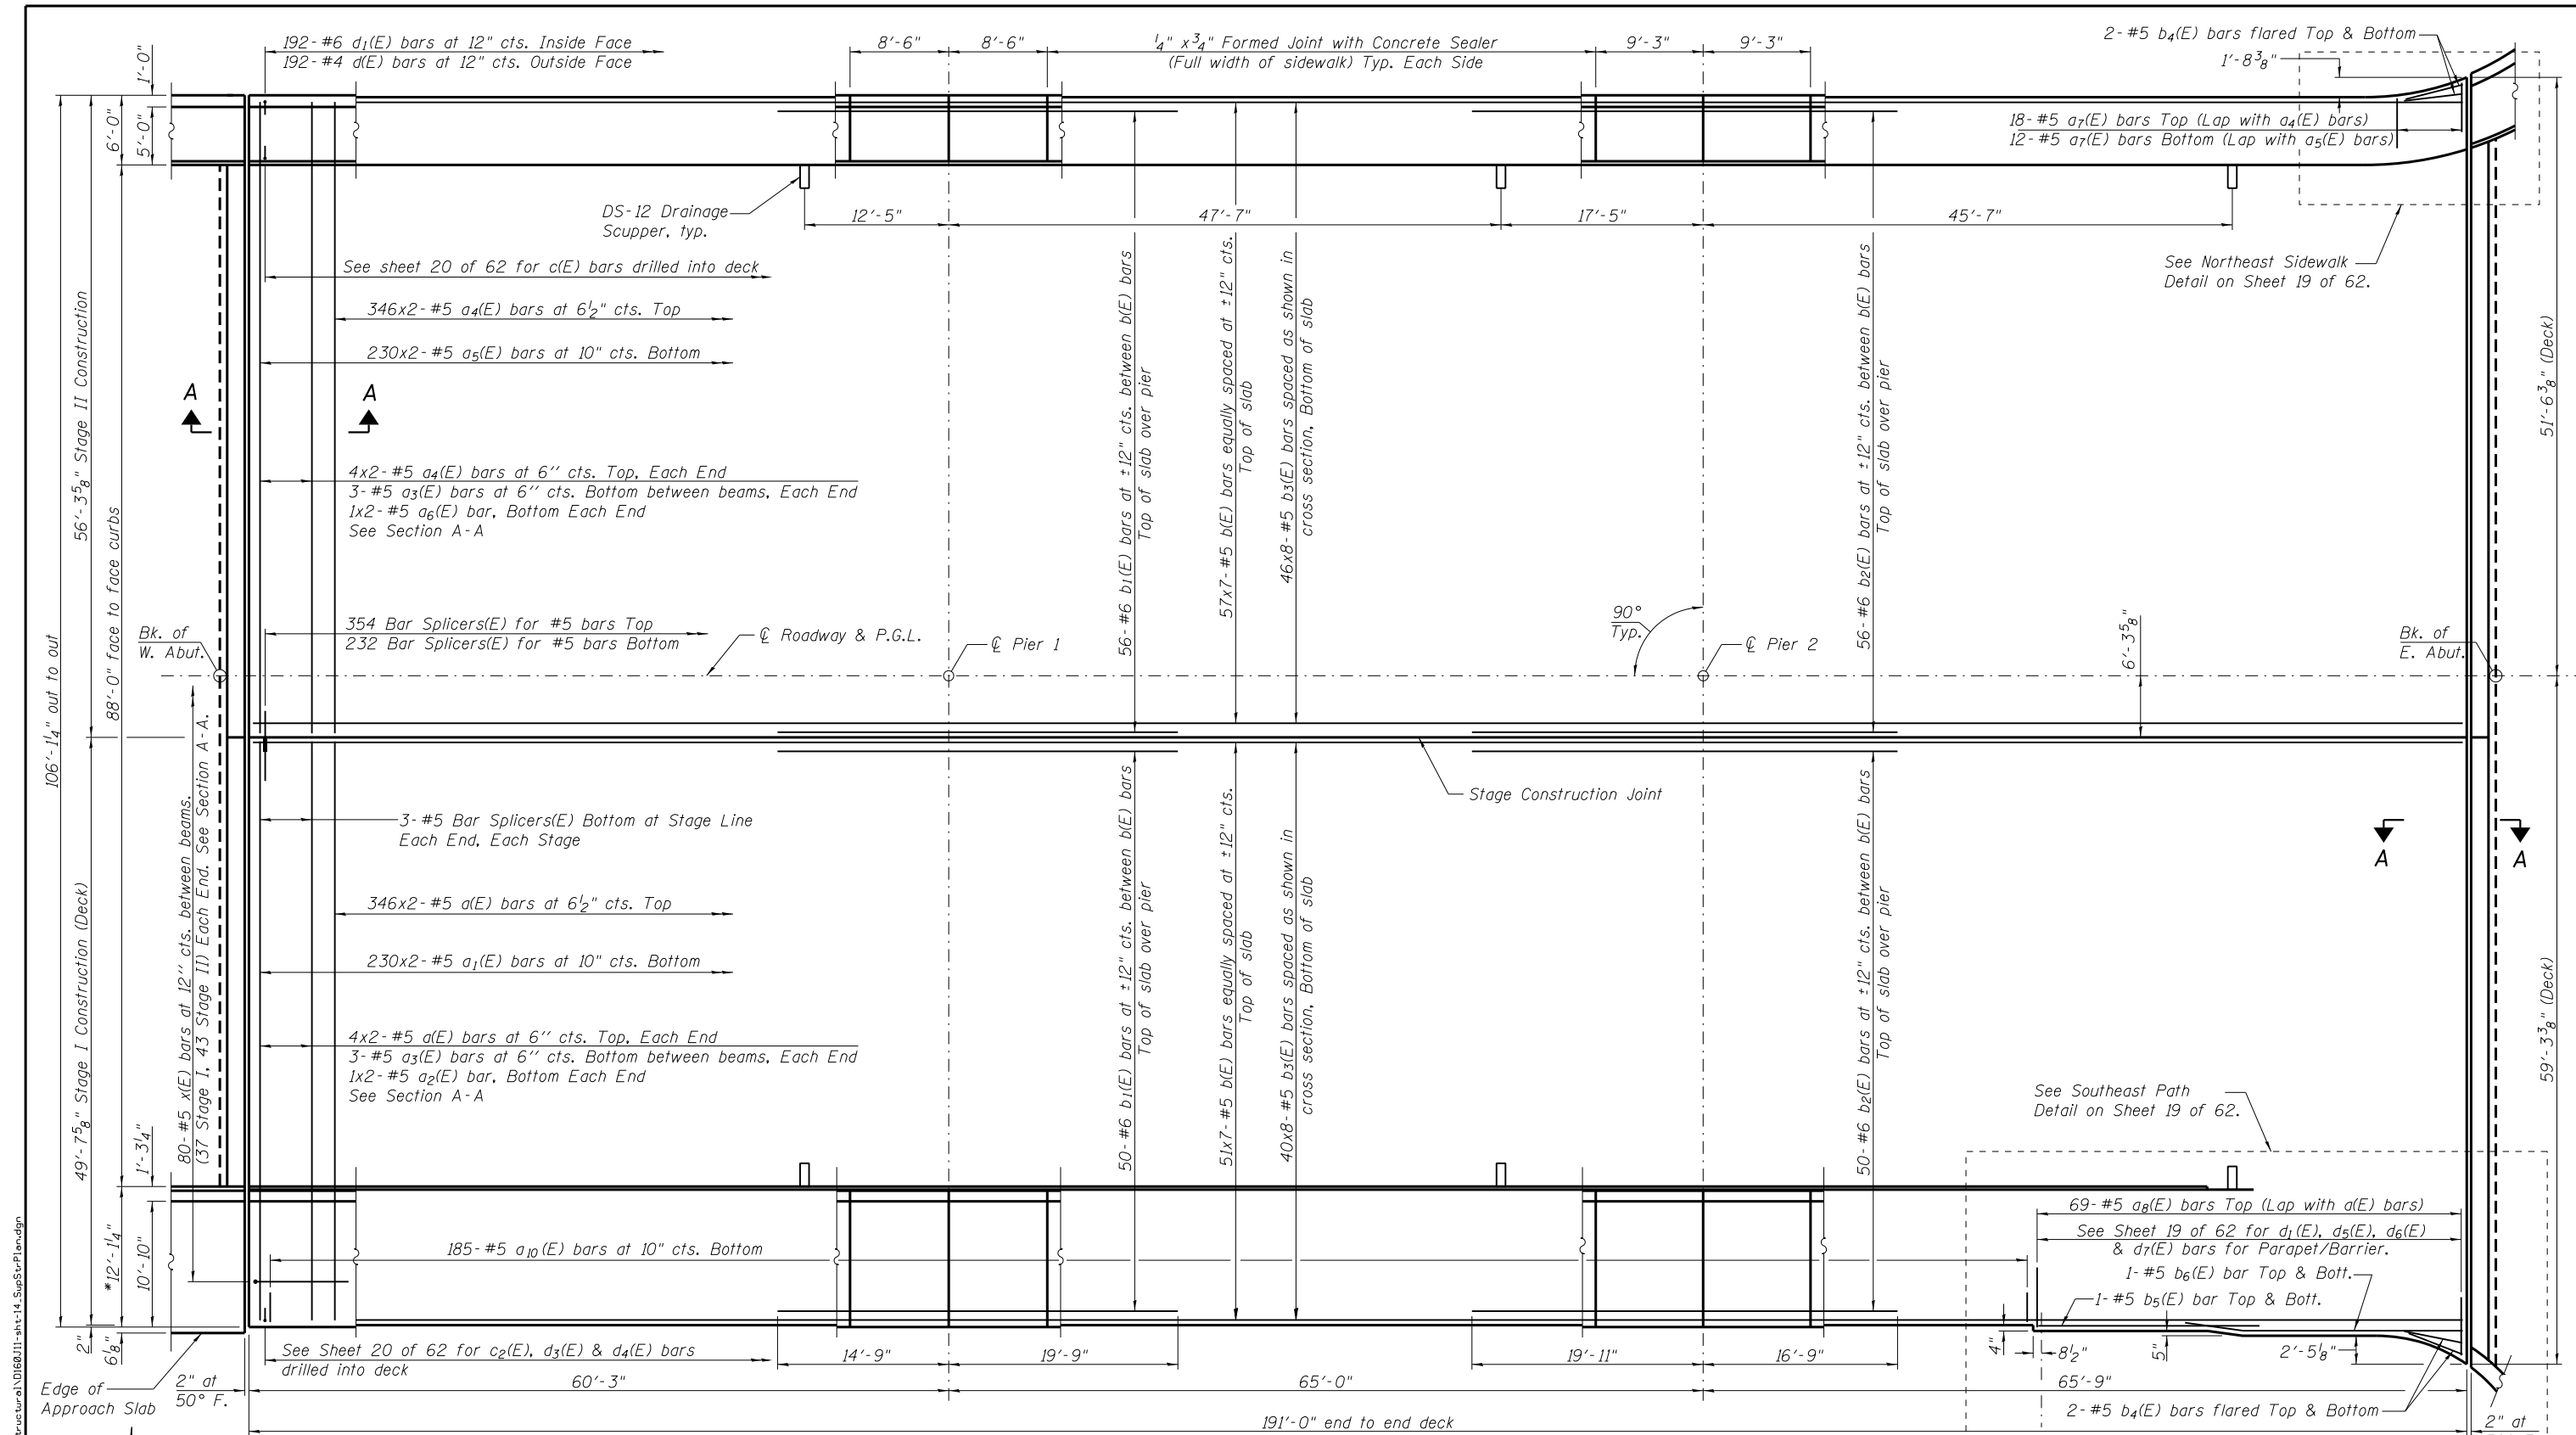 192-#6 d1(E) bars at 12" cts. Inside Face
192-#4 d(E) bars at 12" cts. Outside Face
8'-6"
8'-6"
1/4" x 3/4" Formed Joint with Concrete Sealer
(Full width of sidewalk) Typ. Each Side
9'-3"
9'-3"
2-#5 b4(E) bars flared Top & Bottom
1'-8 3/8"
1'-0"
6'-0"
5'-0"
18-#5 a7(E) bars Top (Lap with a4(E) bars)
12-#5 a7(E) bars Bottom (Lap with a5(E) bars)
DS-12 Drainage
Scupper, typ.
12'-5"
47'-7"
17'-5"
45'-7"
See sheet 20 of 62 for c(E) bars drilled into deck
See Northeast Sidewalk
Detail on Sheet 19 of 62.
346x2-#5 a4(E) bars at 6 1/2" cts. Top
230x2-#5 a5(E) bars at 10" cts. Bottom
A
A
56'-3 5/8" Stage II Construction
88'-0" face to face curbs
106'-1 1/4" out to out
4x2-#5 a4(E) bars at 6'' cts. Top, Each End
3-#5 a3(E) bars at 6'' cts. Bottom between beams, Each End
1x2-#5 a6(E) bar, Bottom Each End
See Section A-A
56-#6 b1(E) bars at ±12" cts. between b(E) bars
Top of slab over pier
57x7-#5 b(E) bars equally spaced at ±12" cts.
Top of slab
46x8-#5 b3(E) bars spaced as shown in
cross section, Bottom of slab
56-#6 b2(E) bars at ±12" cts. between b(E) bars
Top of slab over pier
51'-6 3/8" (Deck)
354 Bar Splicers(E) for #5 bars Top
232 Bar Splicers(E) for #5 bars Bottom
Bk. of
W. Abut.
℄ Roadway & P.G.L.
℄ Pier 1
90°
Typ.
℄ Pier 2
6'-3 5/8"
Bk. of
E. Abut.
80-#5 x(E) bars at 12'' cts. between beams.
(37 Stage I, 43 Stage II) Each End. See Section A-A.
Stage Construction Joint
3-#5 Bar Splicers(E) Bottom at Stage Line
Each End, Each Stage
A
A
49'-7 5/8" Stage I Construction (Deck)
346x2-#5 a(E) bars at 6 1/2" cts. Top
230x2-#5 a1(E) bars at 10" cts. Bottom
4x2-#5 a(E) bars at 6'' cts. Top, Each End
3-#5 a3(E) bars at 6'' cts. Bottom between beams, Each End
1x2-#5 a2(E) bar, Bottom Each End
See Section A-A
50-#6 b1(E) bars at ±12" cts. between b(E) bars
Top of slab over pier
51x7-#5 b(E) bars equally spaced at ±12" cts.
Top of slab
40x8-#5 b3(E) bars spaced as shown in
cross section, Bottom of slab
50-#6 b2(E) bars at ±12" cts. between b(E) bars
Top of slab over pier
59'-3 3/8" (Deck)
See Southeast Path
Detail on Sheet 19 of 62.
1'-3 1/4"
*12'-1 1/4"
10'-10"
2"
6 1/8"
185-#5 a10(E) bars at 10" cts. Bottom
69-#5 a8(E) bars Top (Lap with a(E) bars)
See Sheet 19 of 62 for d1(E), d5(E), d6(E)
& d7(E) bars for Parapet/Barrier.
1-#5 b6(E) bar Top & Bott.
1-#5 b5(E) bar Top & Bott.
See Sheet 20 of 62 for c2(E), d3(E) & d4(E) bars
drilled into deck
14'-9"
19'-9"
19'-11"
16'-9"
4"
8 1/2"
5"
2'-5 1/8"
Edge of
Approach Slab
2" at
50° F.
60'-3"
65'-0"
65'-9"
2-#5 b4(E) bars flared Top & Bottom
191'-0" end to end deck
2" at
ructural\D160J11-sht-14_SupStrPlan.dgn